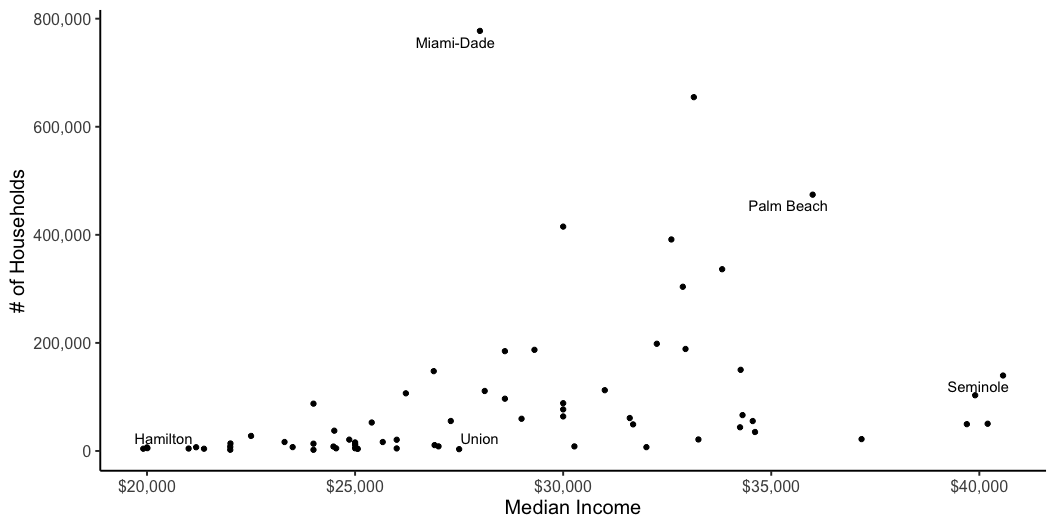 800,000
Miami-Dade
600,000
Palm Beach
400,000
200,000
Seminole
Hamilton
Union
0
$20,000
$25,000
$30,000
$35,000
$40,000
Median Income
# of Households